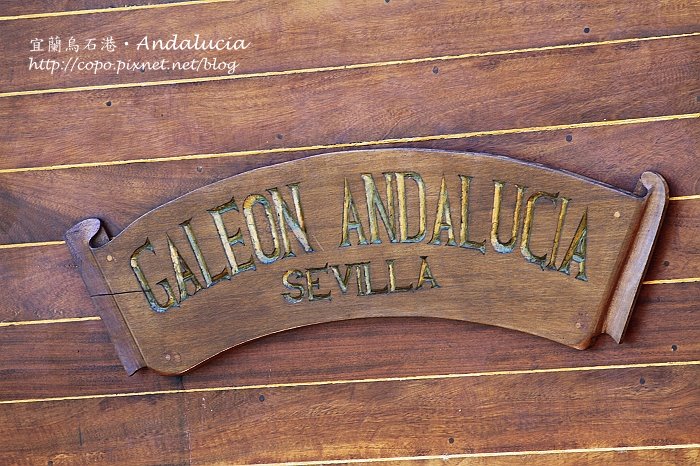 宜蘭烏石港・Andalucia
http://copo.pixnet.net/blog
GALEON ANDALUCIA
SEVILLA